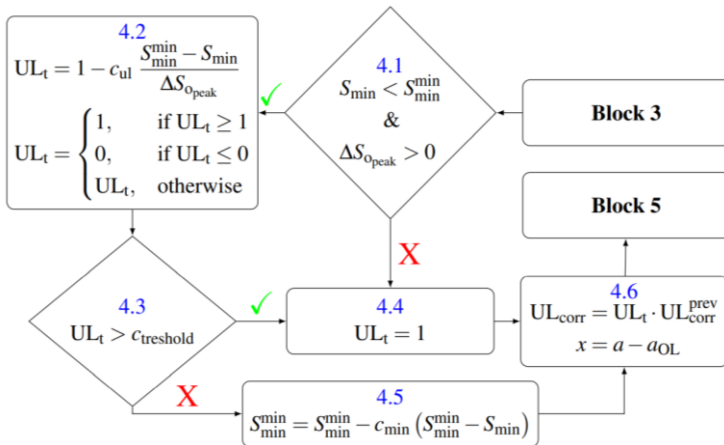 4.2
UL_t = 1 − c_ul (S_min^min − S_min) / ΔS_o_peak
UL_t = { 1, if UL_t ≥ 1
0, if UL_t ≤ 0
UL_t, otherwise
✓
4.1
S_min < S_min^min
&
ΔS_o_peak > 0
Block 3
Block 5
X
4.3
UL_t > c_treshold
✓
4.4
UL_t = 1
4.6
UL_corr = UL_t · UL_corr^prev
x = a − a_OL
X
4.5
S_min^min = S_min^min − c_min (S_min^min − S_min)